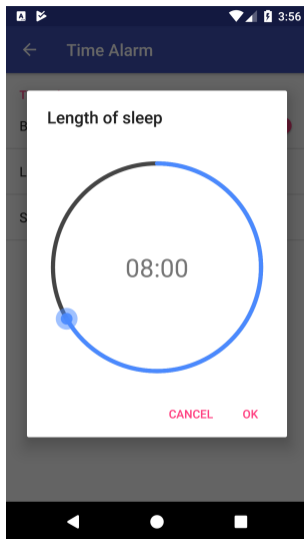 3:56
Time Alarm
T
B
L
S
Length of sleep
08:00
CANCEL OK